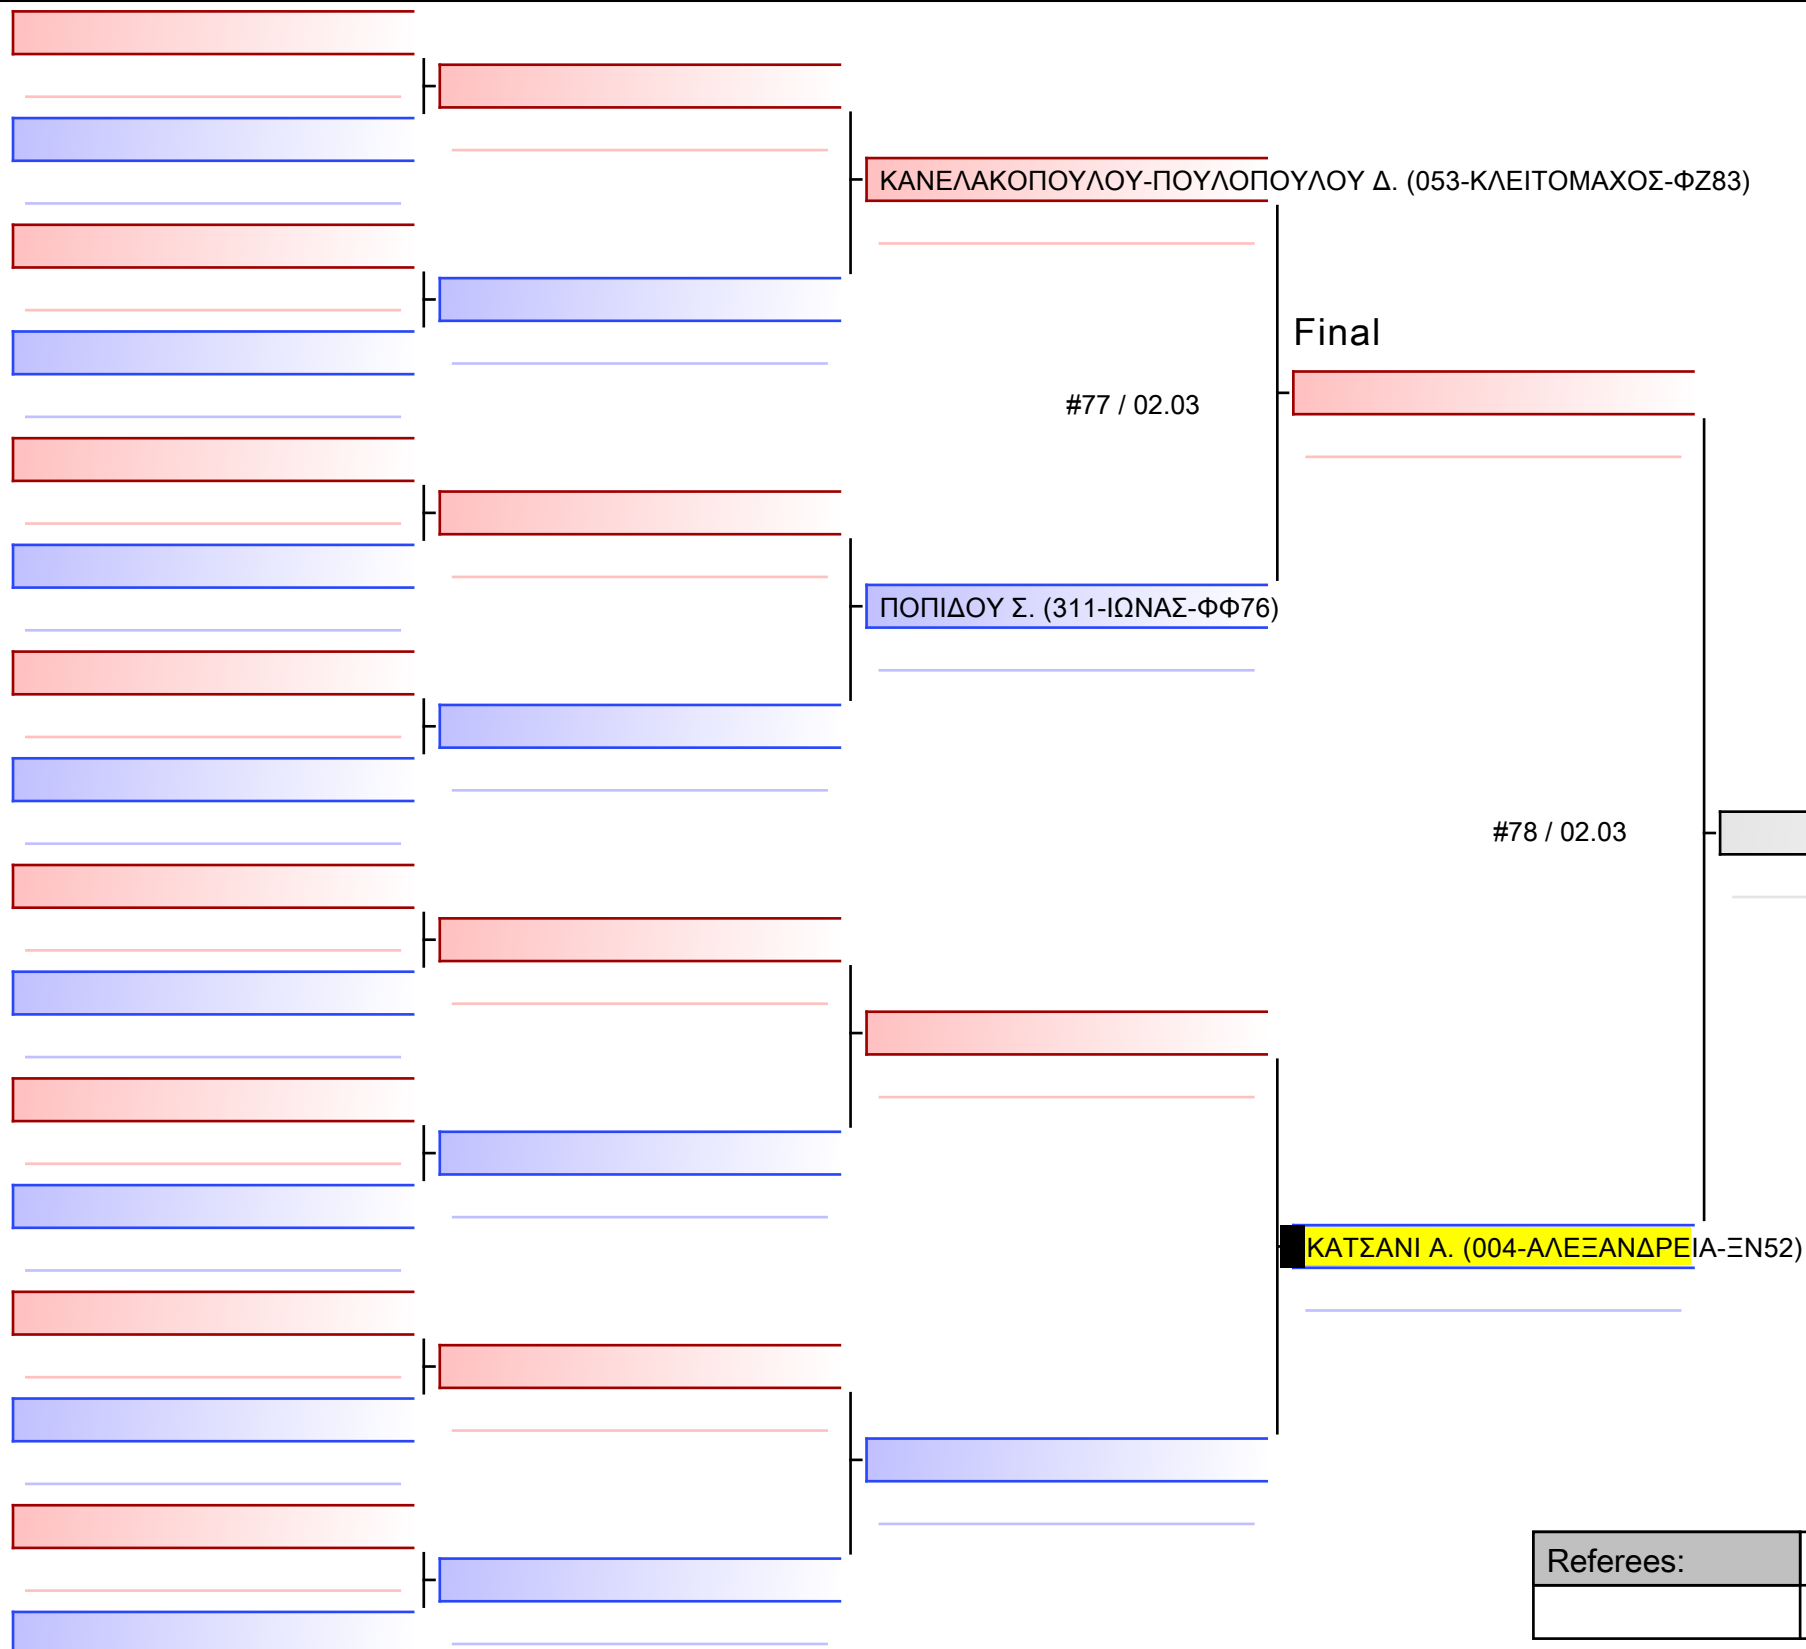 ΚΑΝΕΛΑΚΟΠΟΥΛΟΥ-ΠΟΥΛΟΠΟΥΛΟΥ Δ. (053-ΚΛΕΙΤΟΜΑΧΟΣ-ΦΖ83)
Final
#77 / 02.03
ΠΟΠΙΔΟΥ Σ. (311-ΙΩΝΑΣ-ΦΦ76)
#78 / 02.03
ΚΑΤΣΑΝΙ Α. (004-ΑΛΕΞΑΝΔΡΕΙΑ-ΞΝ52)
Referees: